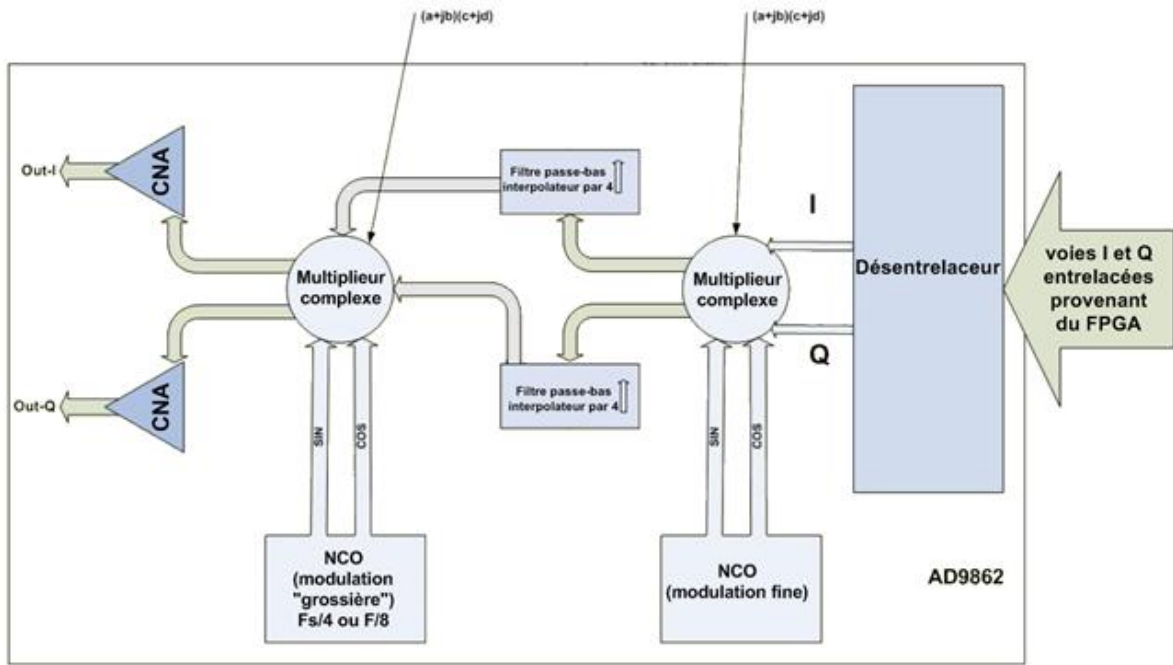 (a+jb)(c+jd)
(a+jb)(c+jd)
Out-I
CNA
Filtre passe-bas
interpolateur par 4
I
Multiplieur
complexe
Multiplieur
complexe
Désentrelaceur
voies I et Q
entrelacées
provenant
du FPGA
Q
Out-Q
CNA
Filtre passe-bas
interpolateur par 4
SIN
COS
SIN
COS
NCO
(modulation
"grossière")
Fs/4 ou F/8
NCO
(modulation fine)
AD9862